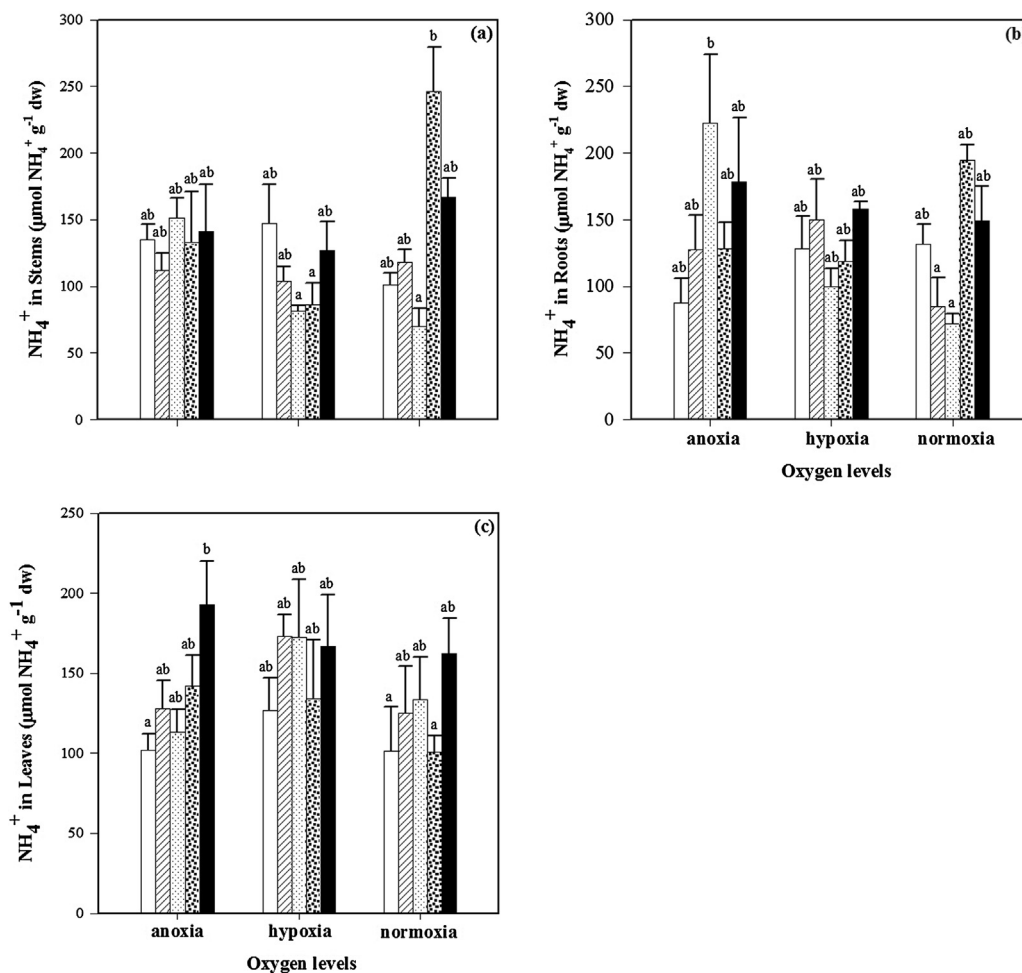 (a)
300
250
200
150
100
50
0
NH4+ in Stems (µmol NH4+ g-1 dw)
ab ab ab ab ab
ab ab a a ab
ab ab a b ab
(b
300
250
200
150
100
50
0
NH4+ in Roots (µmol NH4+ g-1 dw)
ab ab b ab ab
ab ab ab ab ab
ab a a ab ab
anoxia hypoxia normoxia
Oxygen levels
(c)
250
200
150
100
50
0
NH4+ in Leaves (µmol NH4+ g-1 dw)
a ab ab ab b
ab ab ab ab ab
a ab ab a ab
anoxia hypoxia normoxia
Oxygen levels